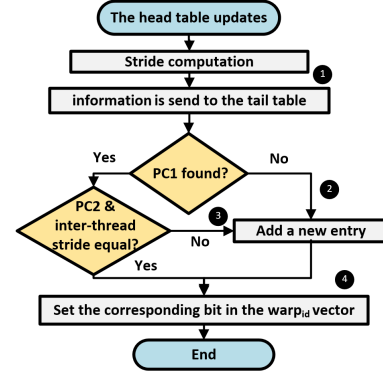 The head table updates
Stride computation
1
information is send to the tail table
Yes
PC1 found?
No
2
PC2 &
inter-thread
stride equal?
3
No
Add a new entry
Yes
4
Set the corresponding bit in the warpid vector
End